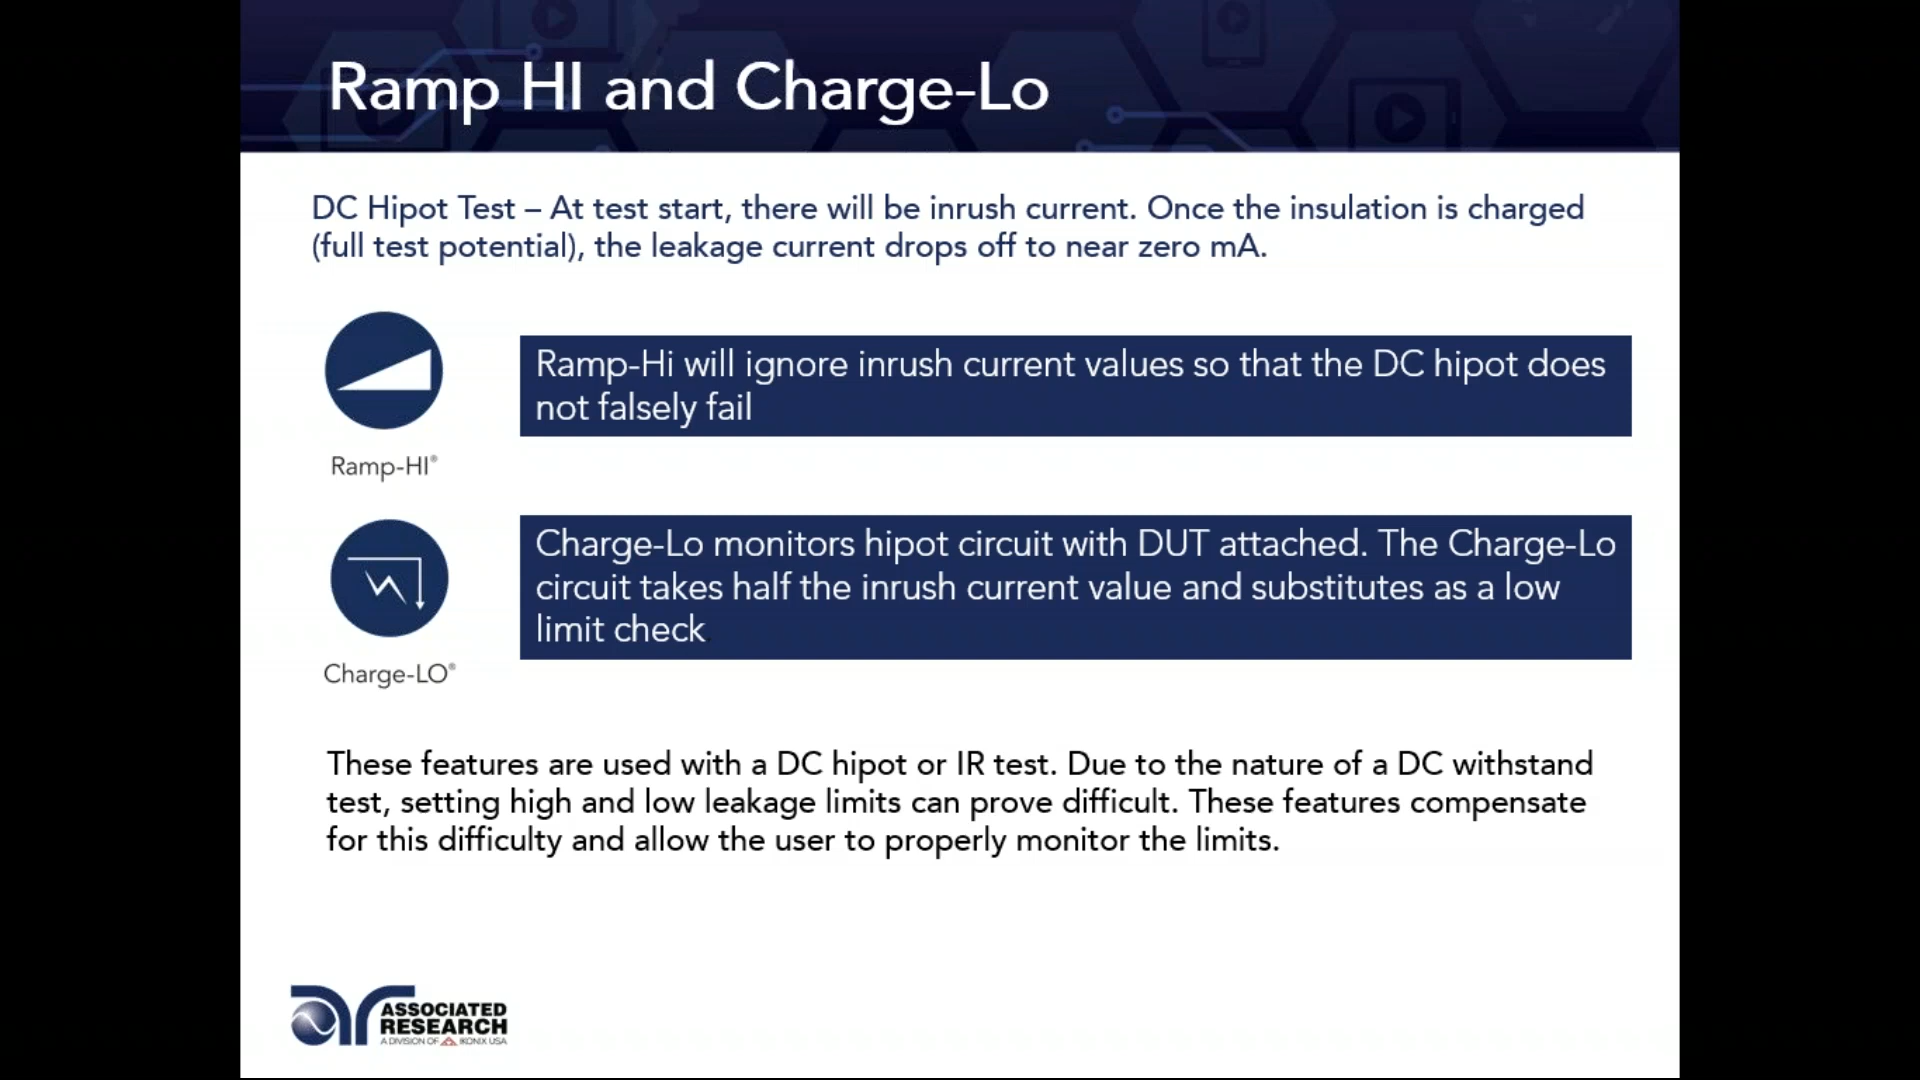 Ramp HI and Charge-Lo
DC Hipot Test – At test start, there will be inrush current. Once the insulation is charged
(full test potential), the leakage current drops off to near zero mA.
Ramp-Hi will ignore inrush current values so that the DC hipot does
not falsely fail
Ramp-HI®
Charge-Lo monitors hipot circuit with DUT attached. The Charge-Lo
circuit takes half the inrush current value and substitutes as a low
limit check
Charge-LO®
These features are used with a DC hipot or IR test. Due to the nature of a DC withstand
test, setting high and low leakage limits can prove difficult. These features compensate
for this difficulty and allow the user to properly monitor the limits.
ar ASSOCIATED
RESEARCH
A DIVISION OF IKONIX USA